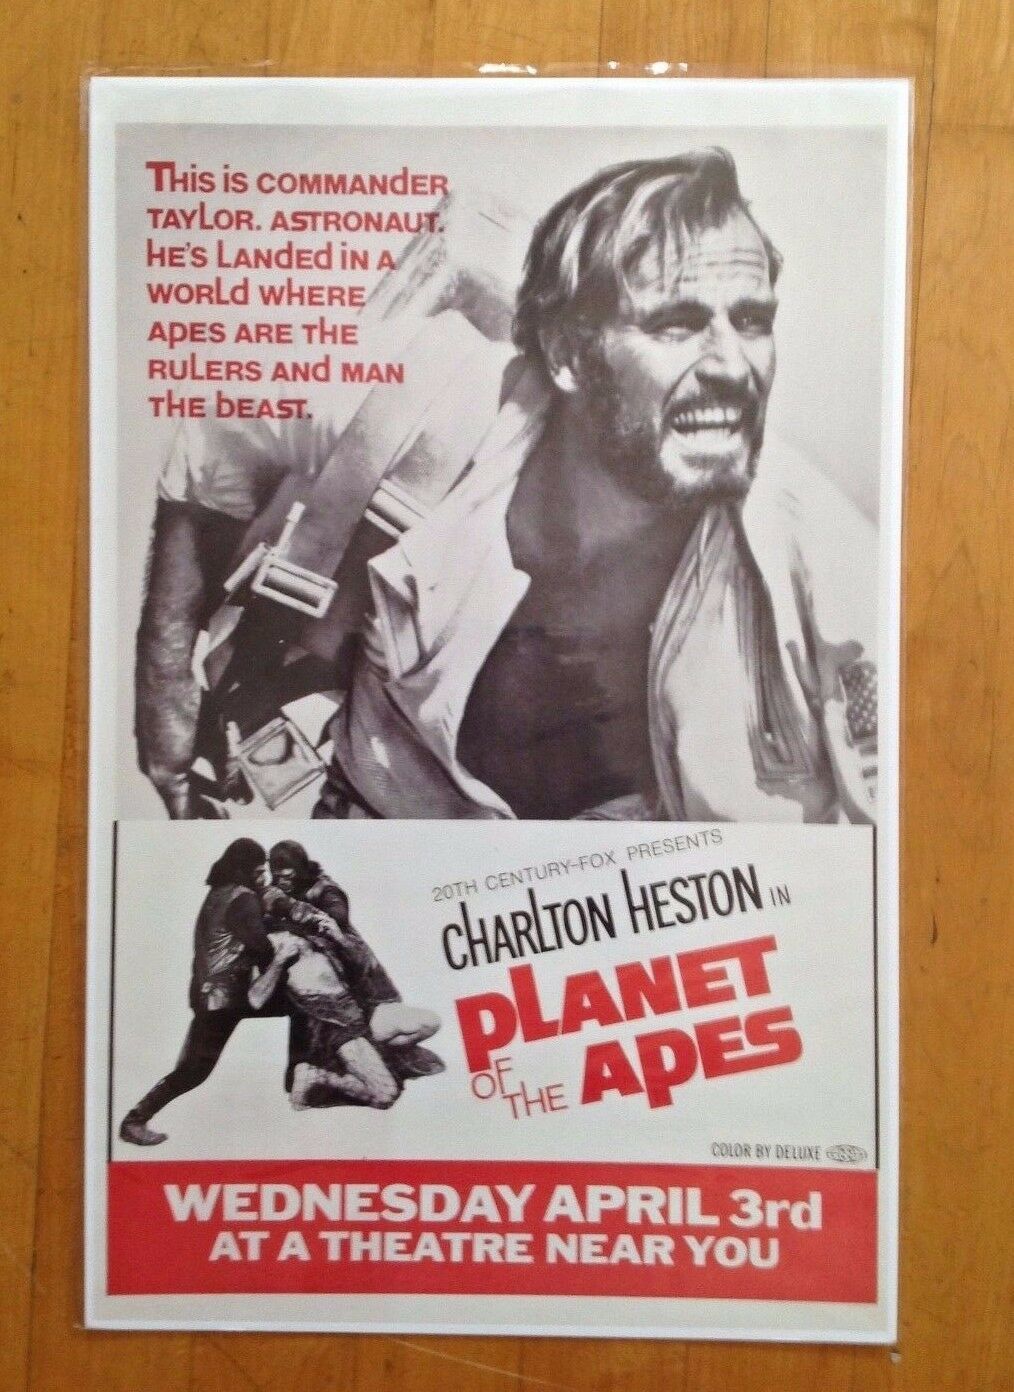 THIS IS COMMANDER
TAYLOR. ASTRONAUT.
HE'S LANDED IN A
WORLD WHERE
APES ARE THE
RULERS AND MAN
THE BEAST.
20TH CENTURY-FOX PRESENTS
CHARLTON HESTON IN
PLANET
OF THE APES
COLOR BY DELUXE
WEDNESDAY APRIL 3rd
AT A THEATRE NEAR YOU